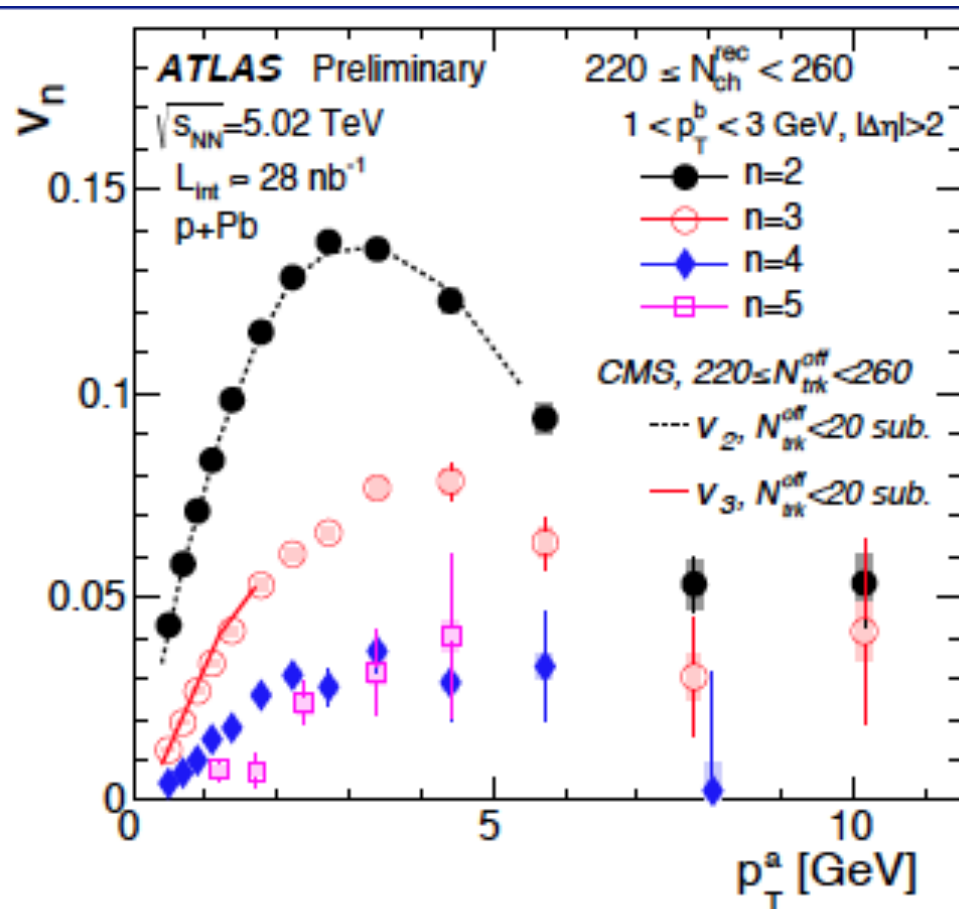 ATLAS Preliminary
√s_NN=5.02 TeV
L_int = 28 nb^-1
p+Pb
220 ≤ N_ch^rec < 260
1 < p_T^b < 3 GeV, |Δη|>2
n=2
n=3
n=4
n=5
CMS, 220≤N_trk^off<260
v_2, N_trk^off<20 sub.
v_3, N_trk^off<20 sub.
v_n
0.15
0.1
0.05
0
0 5 10
p_T^a [GeV]